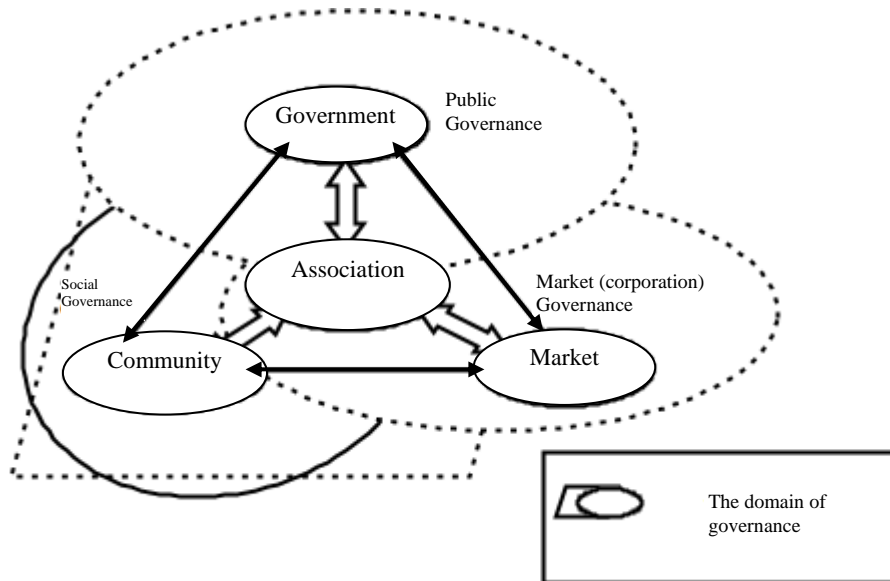 Government
Public
Governance
Association
Social
Governance
Market (corporation)
Governance
Community
Market
The domain of
governance